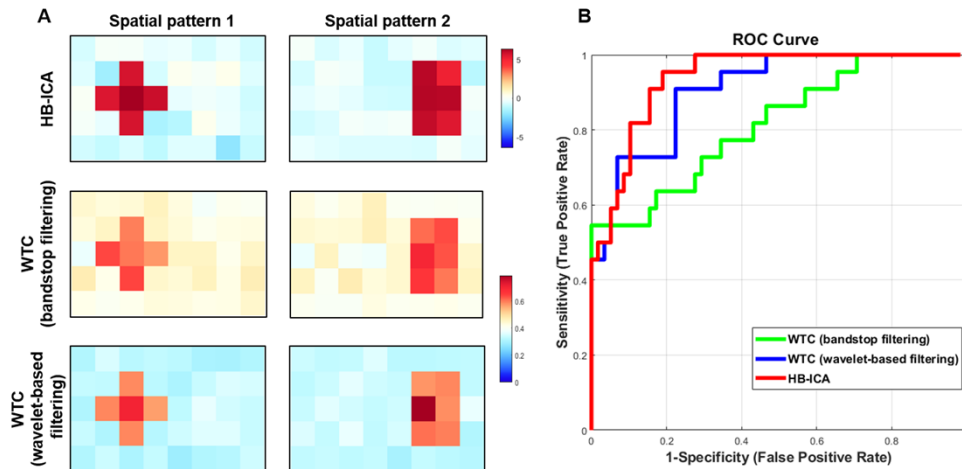 A
Spatial pattern 1
Spatial pattern 2
HB-ICA
5
0
-5
WTC
(bandstop filtering)
0.6
0.4
0.2
0
WTC
(wavelet-based
filtering)
B
ROC Curve
Sensiitivity (True Positive Rate)
1
0.8
0.6
0.4
0.2
0
0
0.2
0.4
0.6
0.8
1-Specificity (False Positive Rate)
WTC (bandstop filtering)
WTC (wavelet-based filtering)
HB-ICA